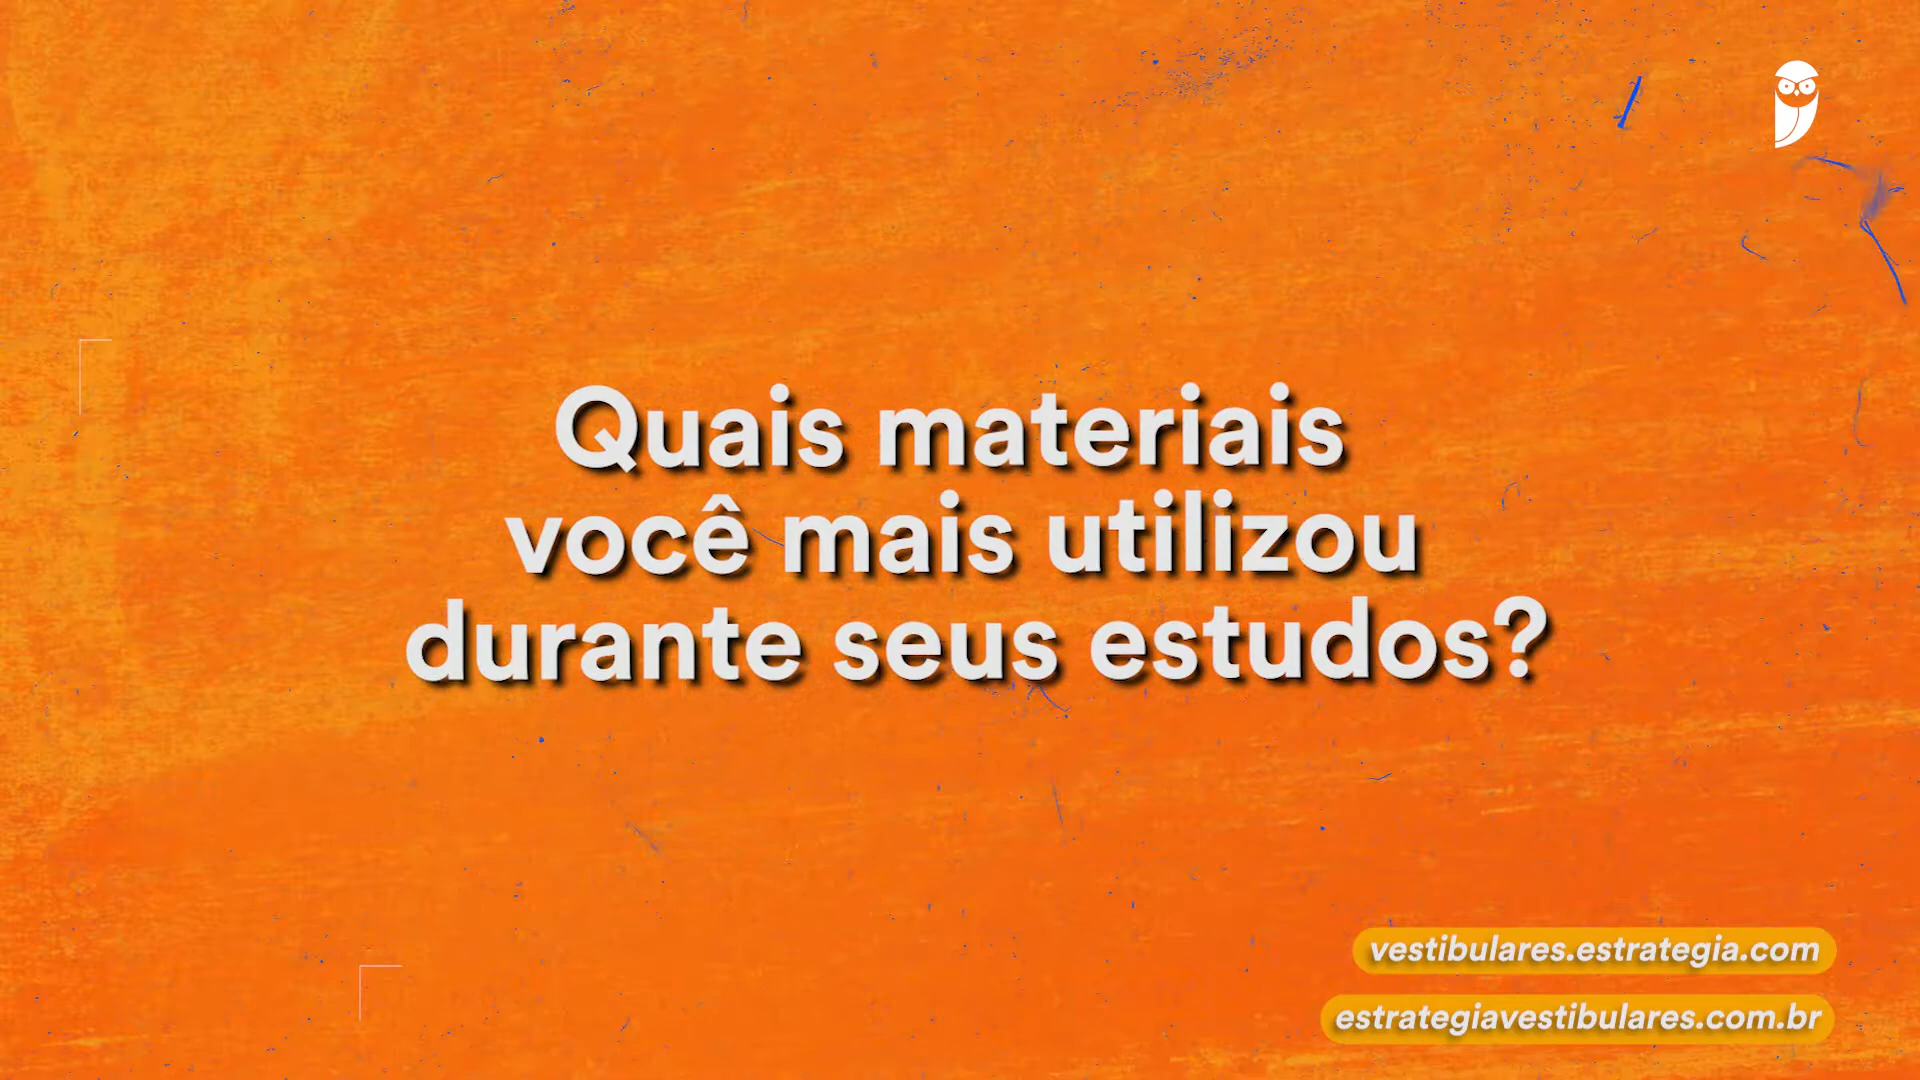 Quais materiais
você mais utilizou
durante seus estudos?
vestibulares.estrategia.com
estrategiavestibulares.com.br